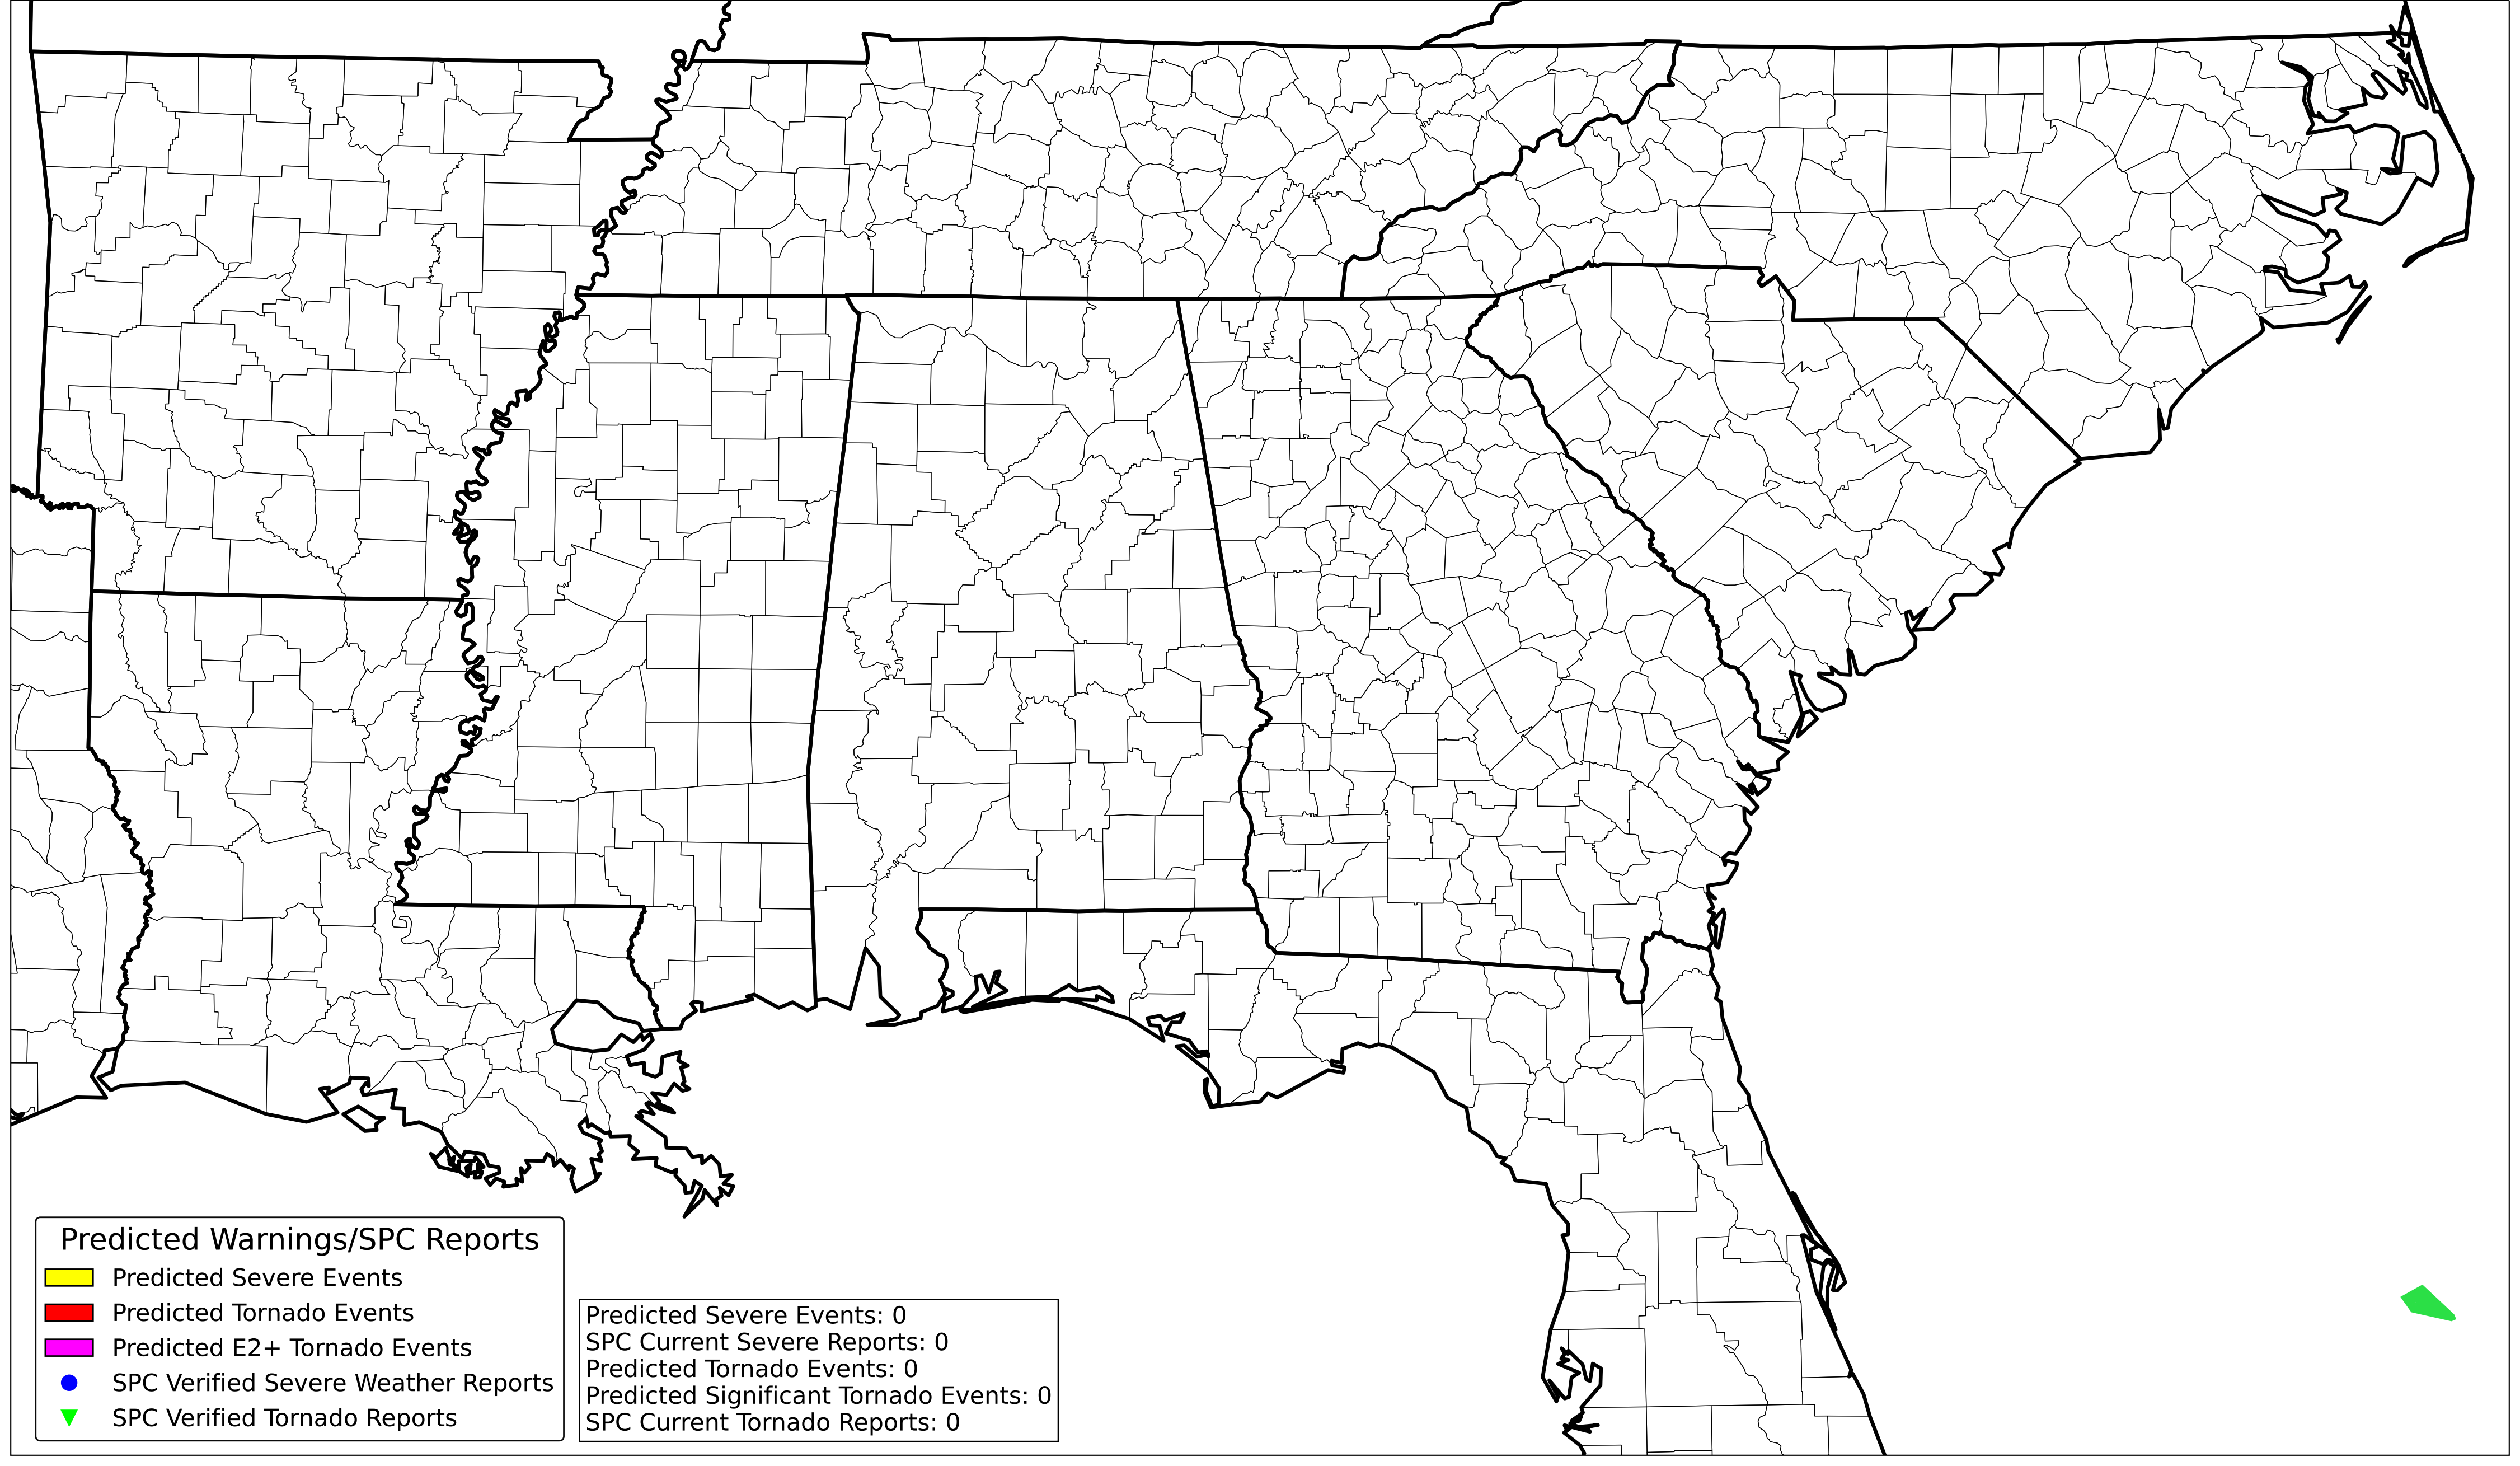 Predicted Warnings/SPC Reports
Predicted Severe Events
Predicted Tornado Events
Predicted E2+ Tornado Events
SPC Verified Severe Weather Reports
SPC Verified Tornado Reports
Predicted Severe Events: 0
SPC Current Severe Reports: 0
Predicted Tornado Events: 0
Predicted Significant Tornado Events: 0
SPC Current Tornado Reports: 0